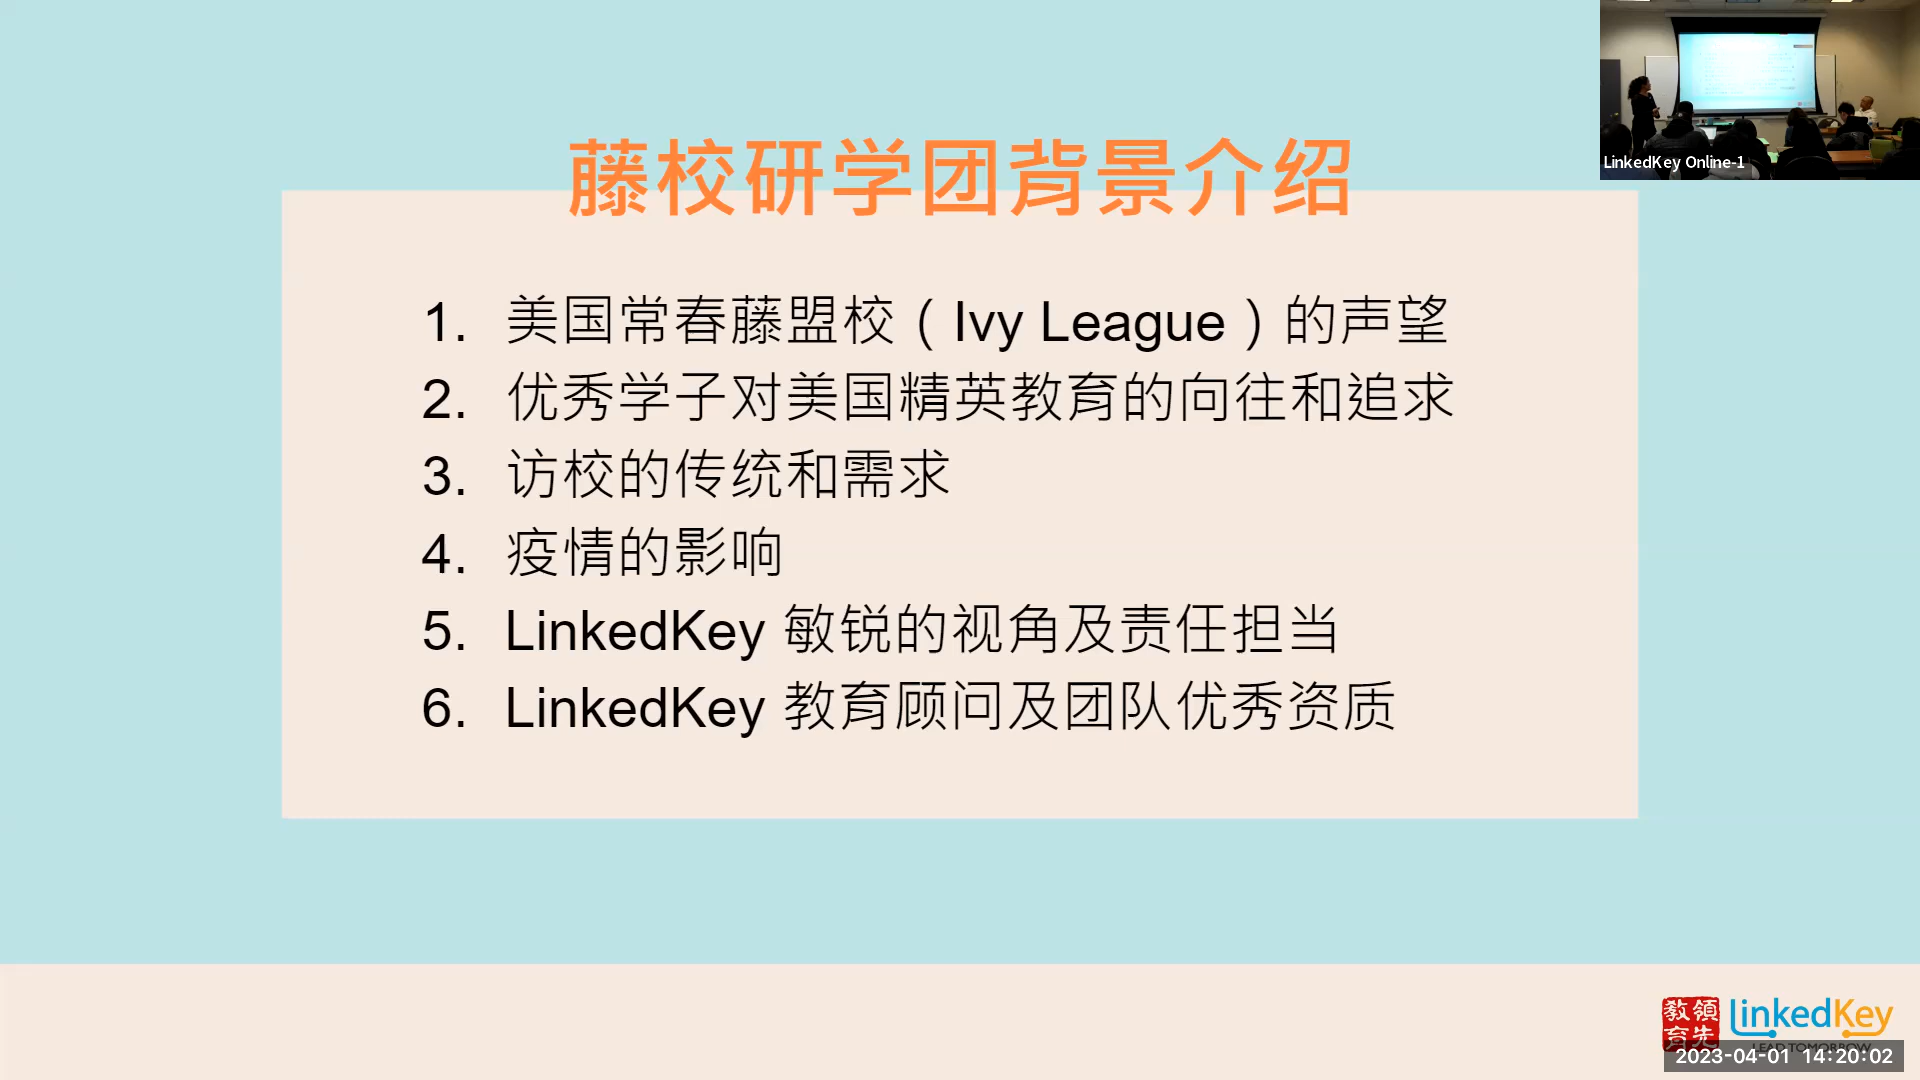 LinkedKey Online-1
藤校研学团背景介绍
1. 美国常春藤盟校（Ivy League）的声望
2. 优秀学子对美国精英教育的向往和追求
3. 访校的传统和需求
4. 疫情的影响
5. LinkedKey 敏锐的视角及责任担当
6. LinkedKey 教育顾问及团队优秀资质
領先教育
LinkedKey
LEAD TOMORROW
2023-04-01 14:20:02